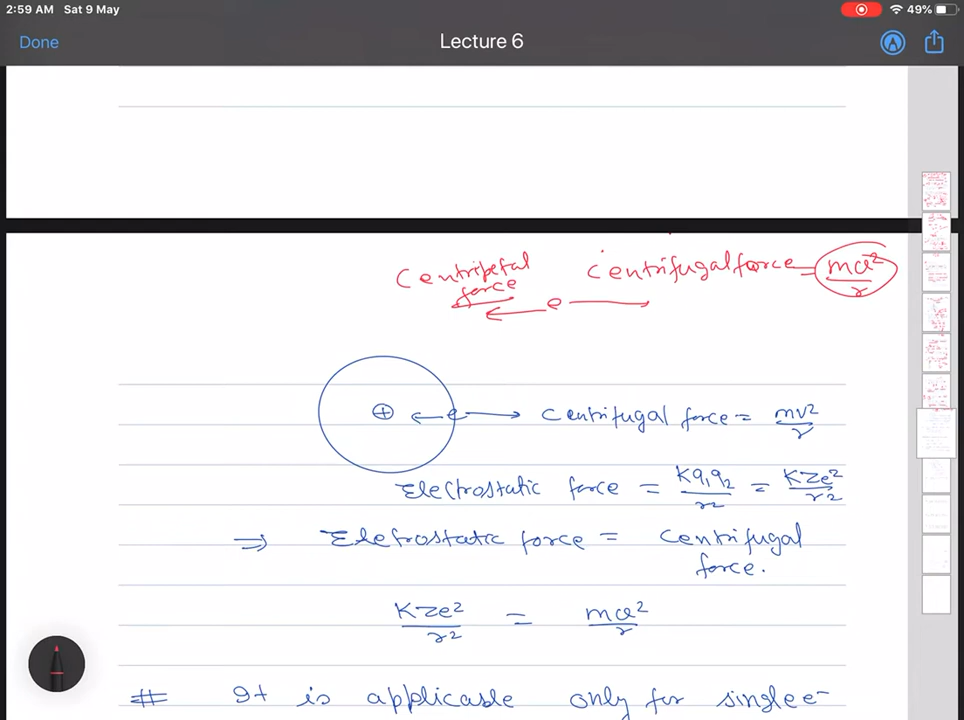 2:59 AM Sat 9 May 49%
Done Lecture 6
Centripetal force
Centrifugal force = mv²/r
← e →
⊕ ← e → Centrifugal force = mv²/r
Electrostatic force = Kq₁q₂/r² = KZe²/r²
⇒ Eletrostatic force = Centrifugal
force.
KZe²/r² = mv²/r
# It is applicable only for single e⁻